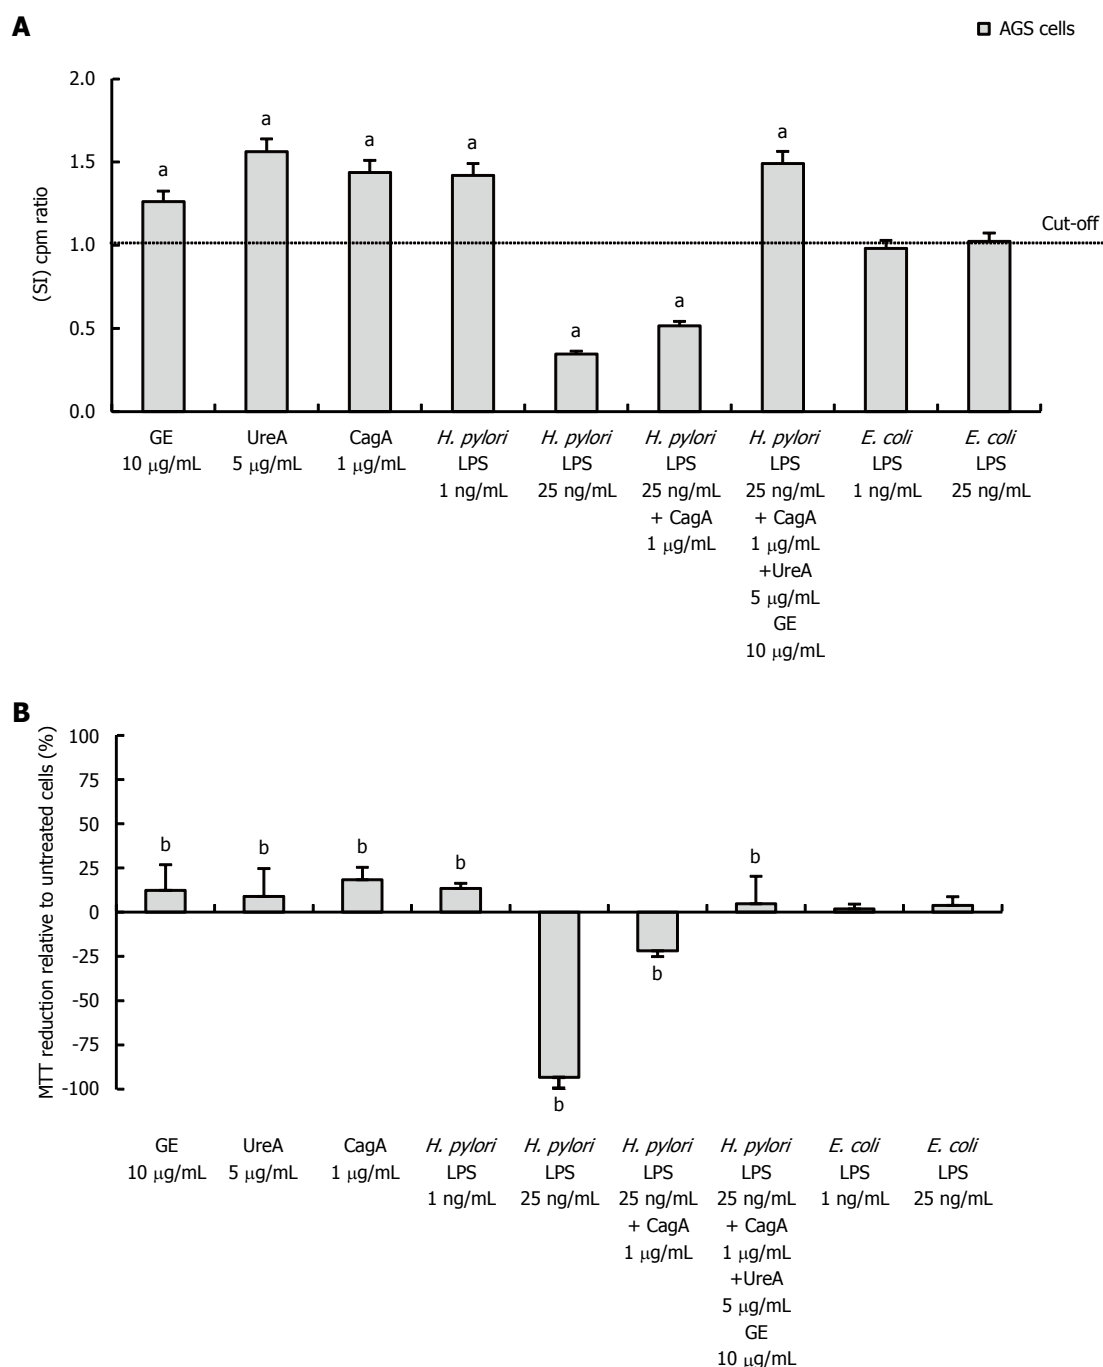 A
AGS cells
2.0
1.5
1.0
0.5
0.0
(SI) cpm ratio
a
a
a
a
a
a
a
Cut-off
GE
10 μg/mL
UreA
5 μg/mL
CagA
1 μg/mL
H. pylori
LPS
1 ng/mL
H. pylori
LPS
25 ng/mL
H. pylori
LPS
25 ng/mL
+ CagA
1 μg/mL
H. pylori
LPS
25 ng/mL
+ CagA
1 μg/mL
+UreA
5 μg/mL
GE
10 μg/mL
E. coli
LPS
1 ng/mL
E. coli
LPS
25 ng/mL
B
MTT reduction relative to untreated cells (%)
100
75
50
25
0
-25
-50
-75
-100
b
b
b
b
b
b
b
GE
10 μg/mL
UreA
5 μg/mL
CagA
1 μg/mL
H. pylori
LPS
1 ng/mL
H. pylori
LPS
25 ng/mL
H. pylori
LPS
25 ng/mL
+ CagA
1 μg/mL
H. pylori
LPS
25 ng/mL
+ CagA
1 μg/mL
+UreA
5 μg/mL
GE
10 μg/mL
E. coli
LPS
1 ng/mL
E. coli
LPS
25 ng/mL